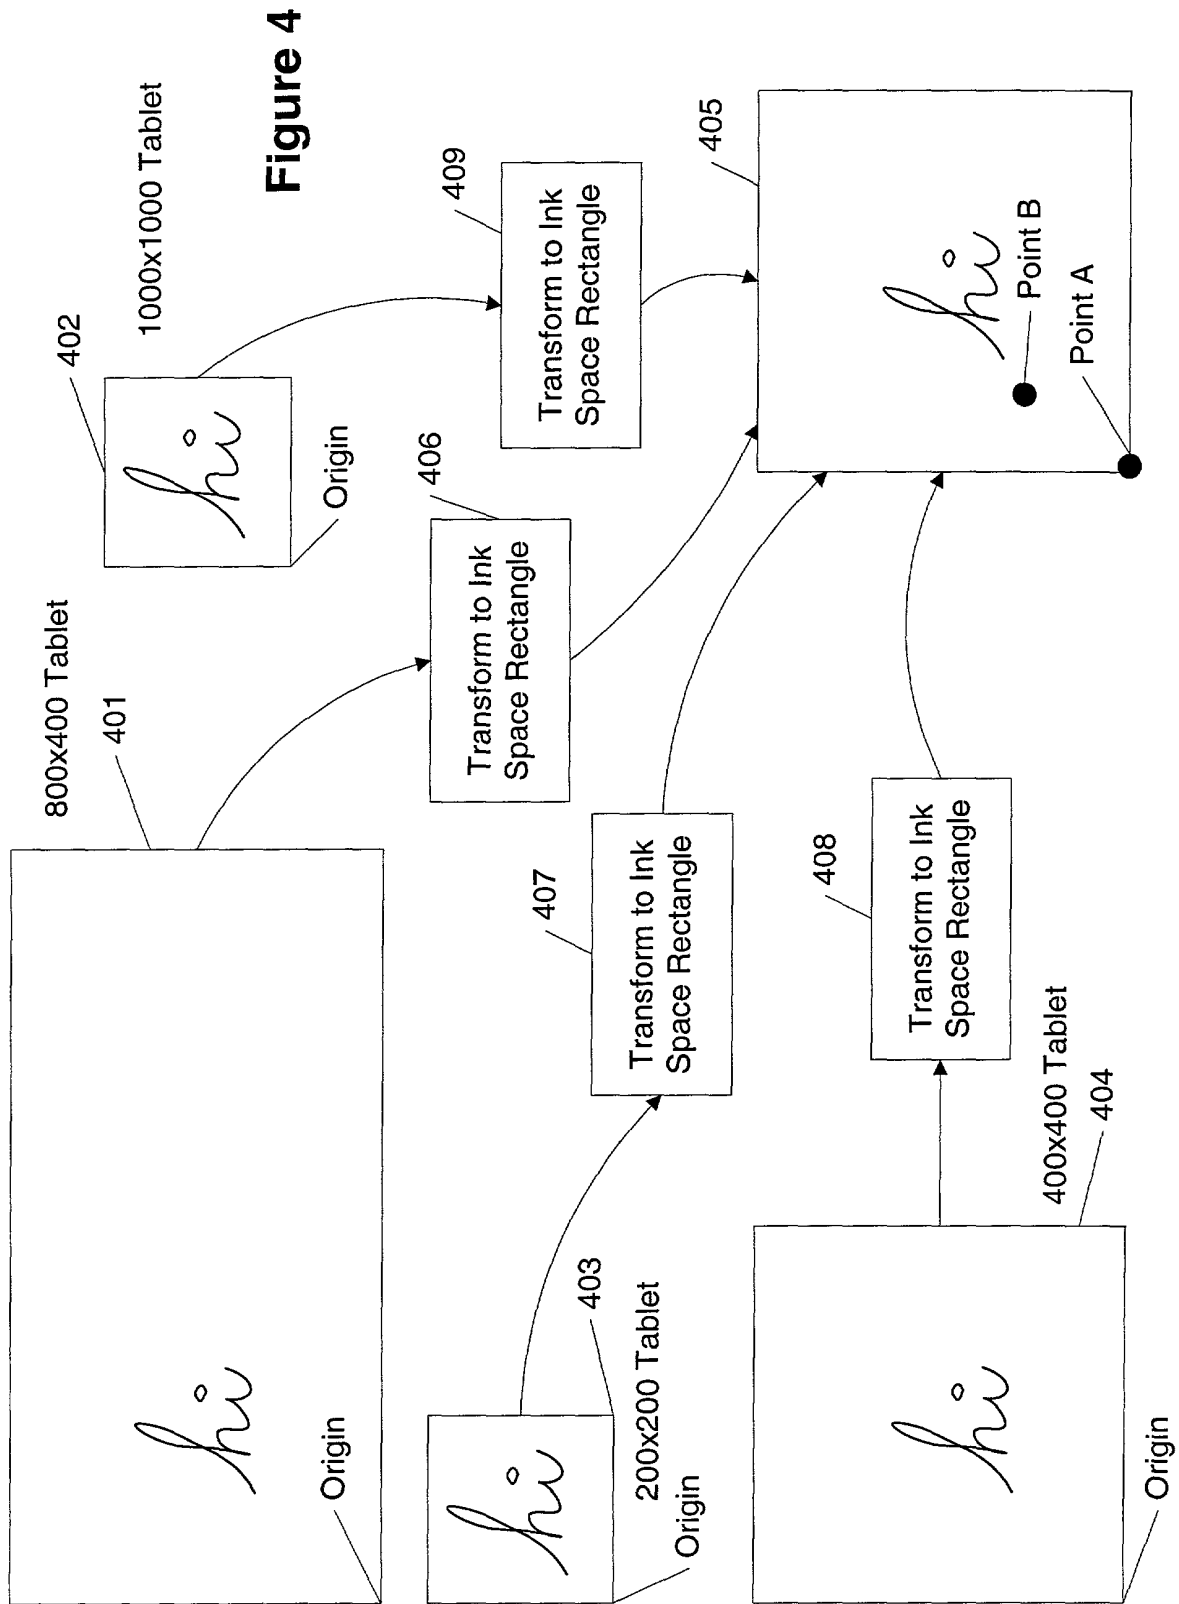 Figure 4
800x400 Tablet
401
hi
Origin
402
1000x1000 Tablet
hi
Origin
Transform to Ink
Space Rectangle
406
Transform to Ink
Space Rectangle
409
hi
403
200x200 Tablet
Origin
407
Transform to Ink
Space Rectangle
405
hi
Point B
Point A
408
Transform to Ink
Space Rectangle
hi
400x400 Tablet
404
Origin